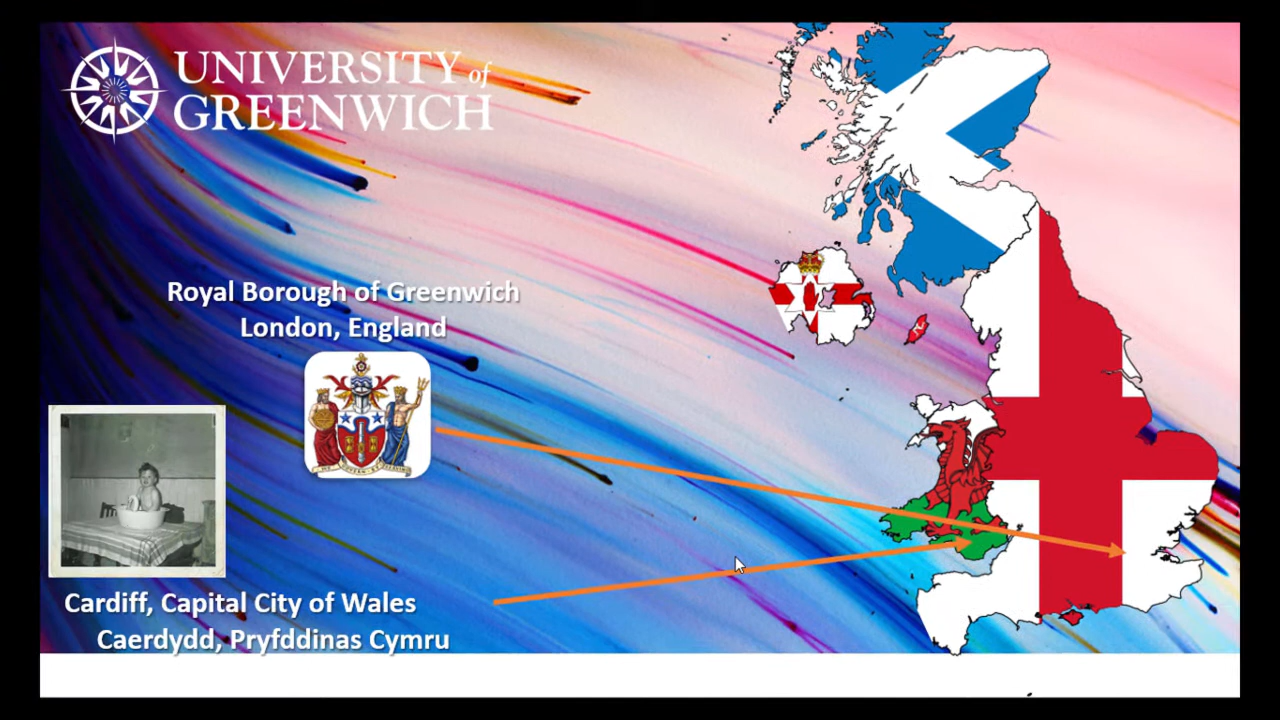 UNIVERSITY of
GREENWICH
Royal Borough of Greenwich
London, England
Cardiff, Capital City of Wales
Caerdydd, Pryfddinas Cymru